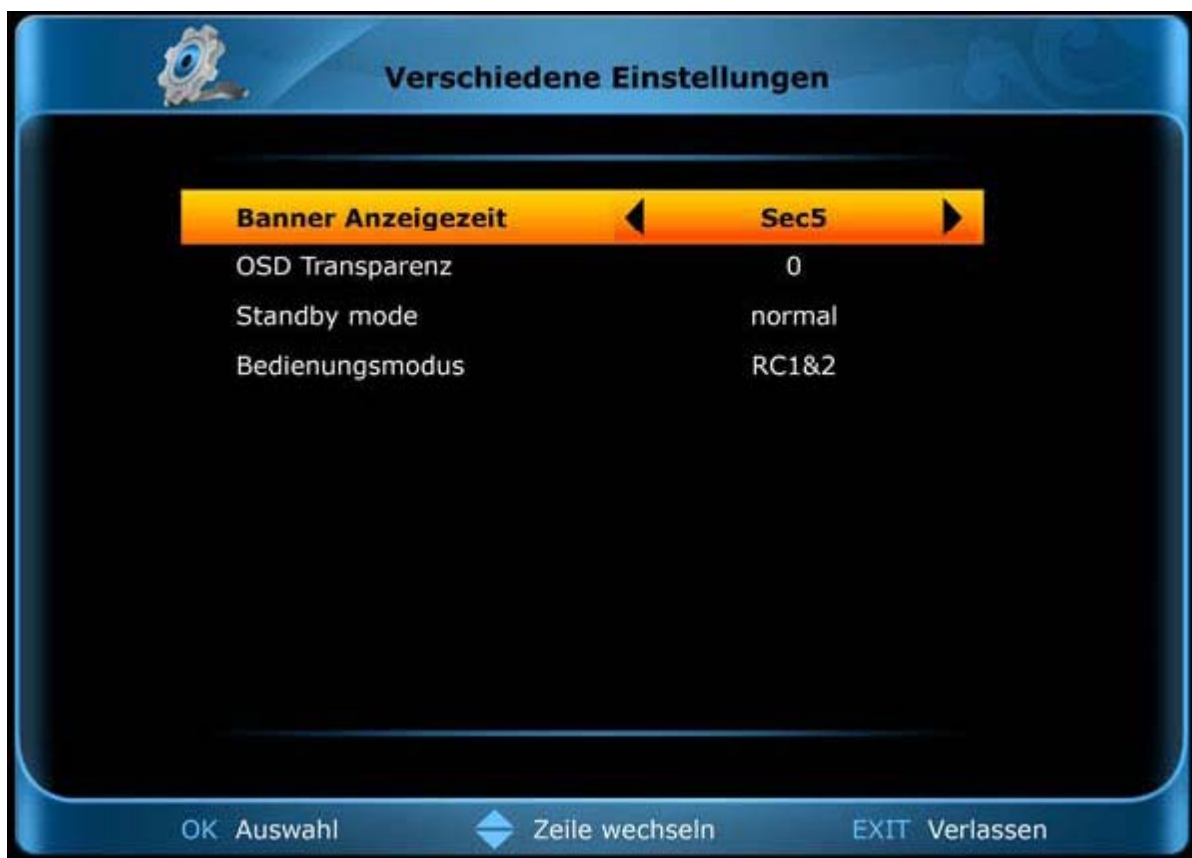 Verschiedene Einstellungen
Banner Anzeigezeit Sec5
OSD Transparenz 0
Standby mode normal
Bedienungsmodus RC1&2
OK Auswahl Zeile wechseln EXIT Verlassen